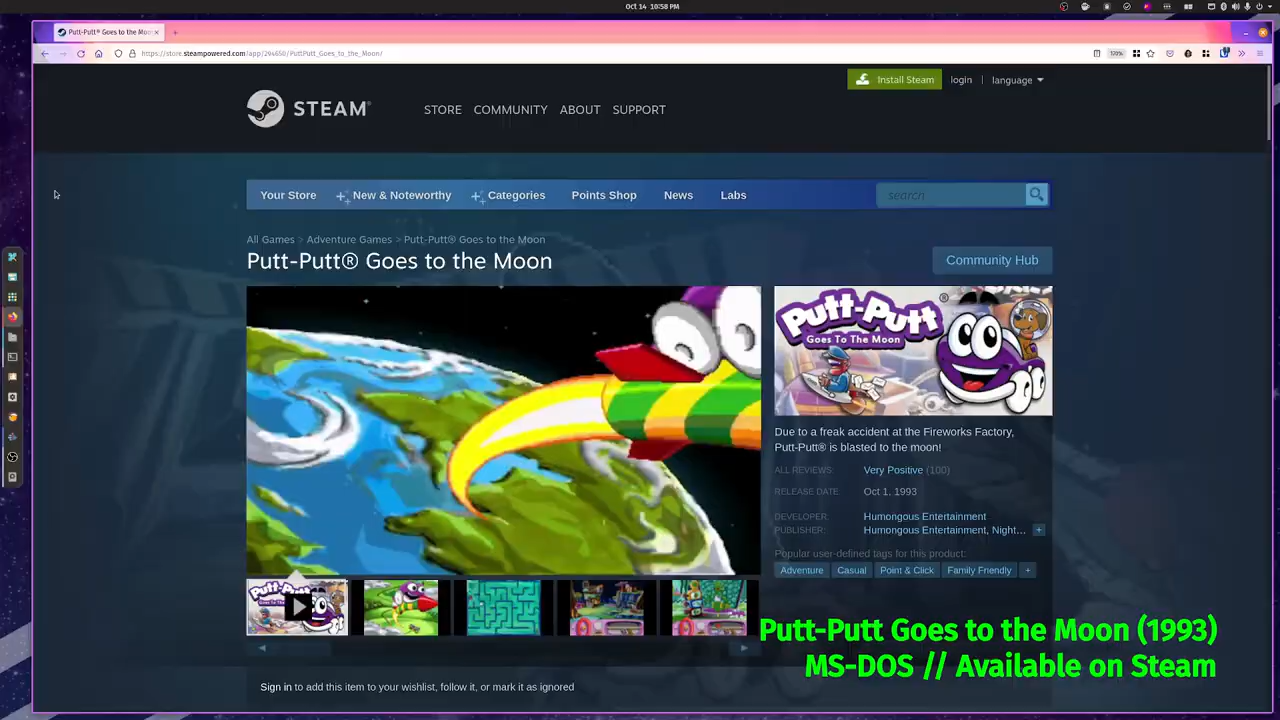 Oct 14 10:58 PM
Putt-Putt® Goes to the Moo
https://store.steampowered.com/app/294650/PuttPutt_Goes_to_the_Moon/
120%
Install Steam
login
language
STEAM®
STORE
COMMUNITY
ABOUT
SUPPORT
Your Store
New & Noteworthy
Categories
Points Shop
News
Labs
search
All Games > Adventure Games > Putt-Putt® Goes to the Moon
Putt-Putt® Goes to the Moon
Community Hub
Putt-Putt®
Goes To The Moon
Due to a freak accident at the Fireworks Factory,
Putt-Putt® is blasted to the moon!
ALL REVIEWS: Very Positive (100)
RELEASE DATE: Oct 1, 1993
DEVELOPER: Humongous Entertainment
PUBLISHER: Humongous Entertainment, Night... +
Popular user-defined tags for this product:
Adventure Casual Point & Click Family Friendly +
Putt-Putt
Putt-Putt Goes to the Moon (1993)
MS-DOS // Available on Steam
Sign in to add this item to your wishlist, follow it, or mark it as ignored